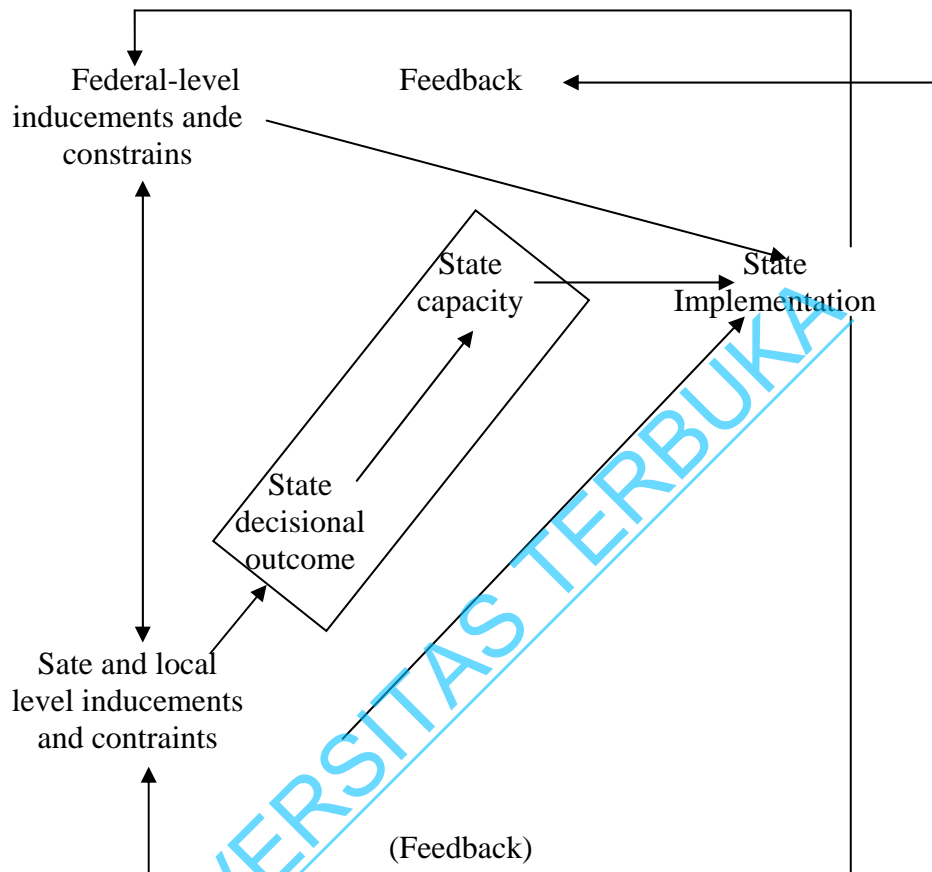 Federal-level
inducements ande
constrains
Feedback
State
capacity
State
Implementation
State
decisional
outcome
Sate and local
level inducements
and contraints
(Feedback)
VERSITAS TERBUKA